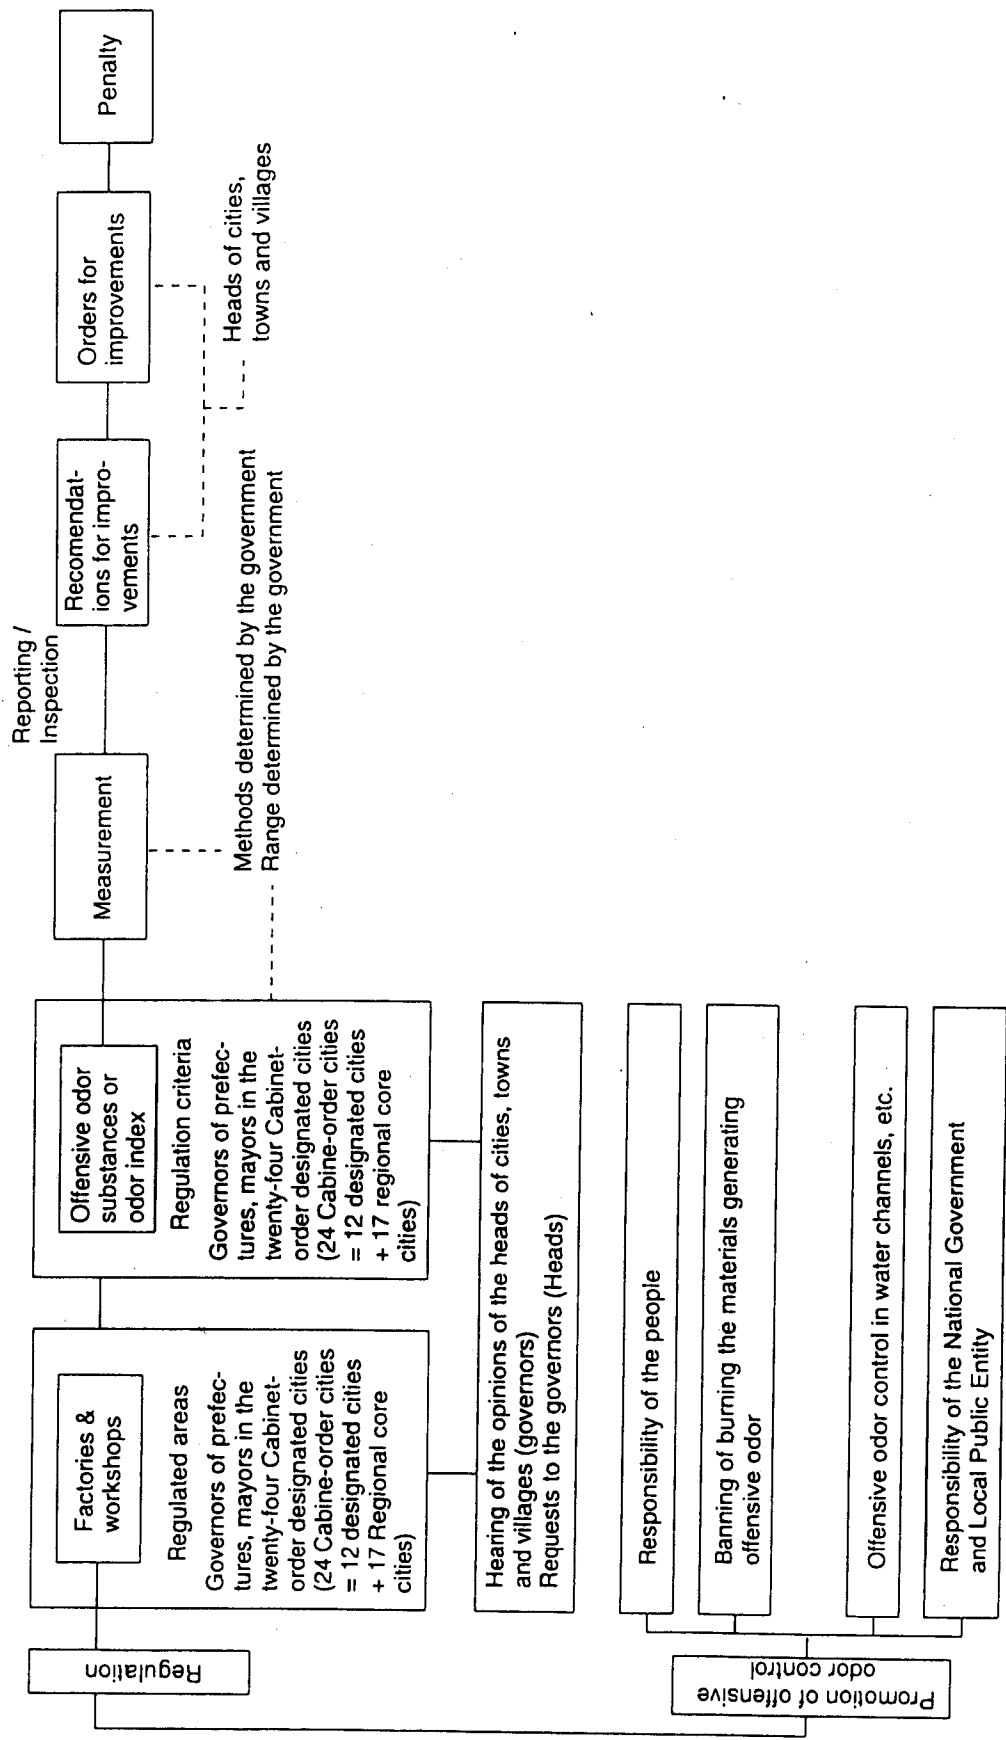 Regulation
Factories &
workshops
Regulated areas
Governors of prefec-
tures, mayors in the
twenty-four Cabinet-
order designated cities
(24 Cabine-order cities
= 12 designated cities
+ 17 Regional core
cities)
Offensive odor
substances or
odor index
Regulation criteria
Governors of prefec-
tures, mayors in the
twenty-four Cabinet-
order designated cities
(24 Cabine-order cities
= 12 designated cities
+ 17 regional core
cities)
Hearing of the opinions of the heads of cities, towns
and villages (governors)
Requests to the governors (Heads)
Measurement
Methods determined by the government
Range determined by the government
Reporting /
Inspection
Recomendat-
ions for impro-
vements
Orders for
improvements
Heads of cities,
towns and villages
Penalty
Promotion of offensive
odor control
Responsibility of the people
Banning of burning the materials generating
offensive odor
Offensive odor control in water channels, etc.
Responsibility of the National Government
and Local Public Entity